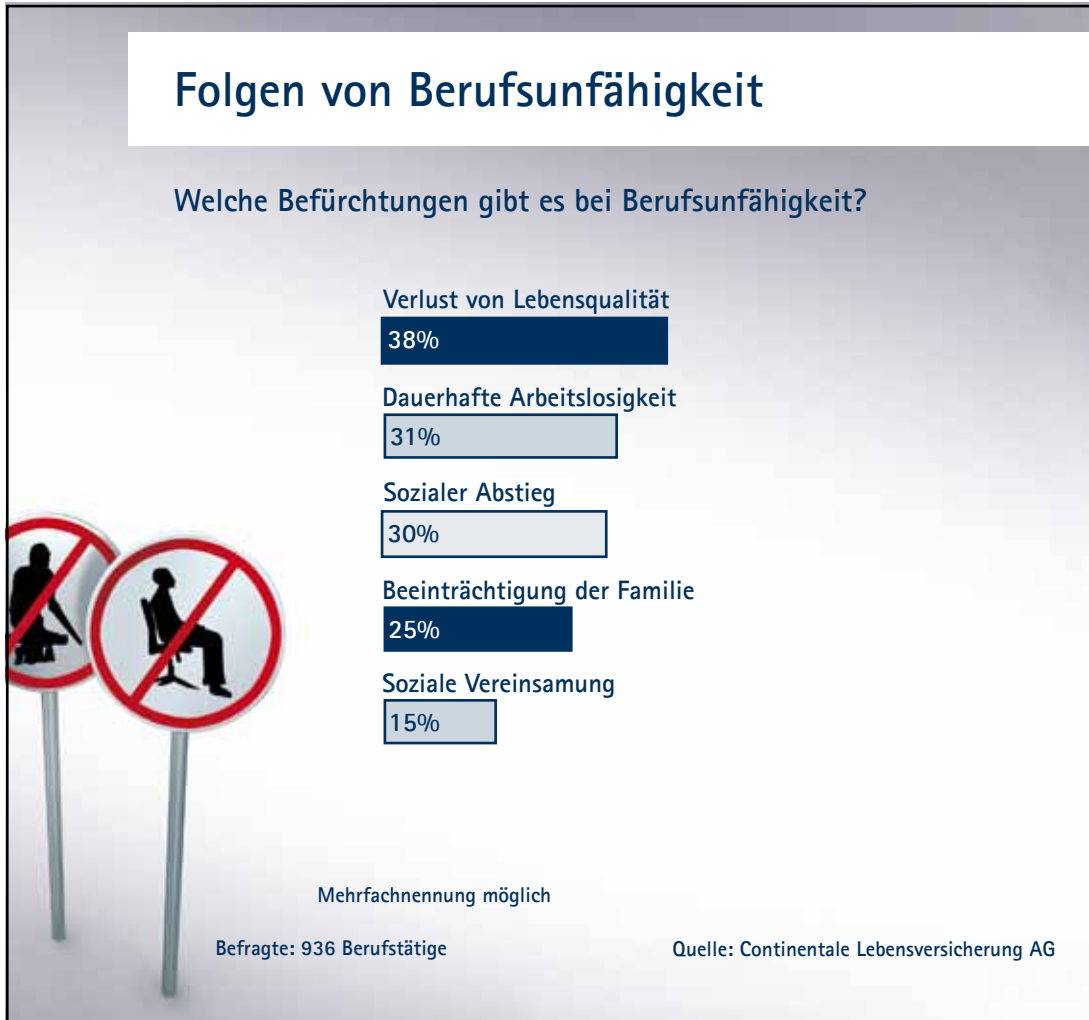 Folgen von Berufsunfähigkeit
Welche Befürchtungen gibt es bei Berufsunfähigkeit?
Verlust von Lebensqualität
38%
Dauerhafte Arbeitslosigkeit
31%
Sozialer Abstieg
30%
Beeinträchtigung der Familie
25%
Soziale Vereinsamung
15%
Mehrfachnennung möglich
Befragte: 936 Berufstätige
Quelle: Continentale Lebensversicherung AG